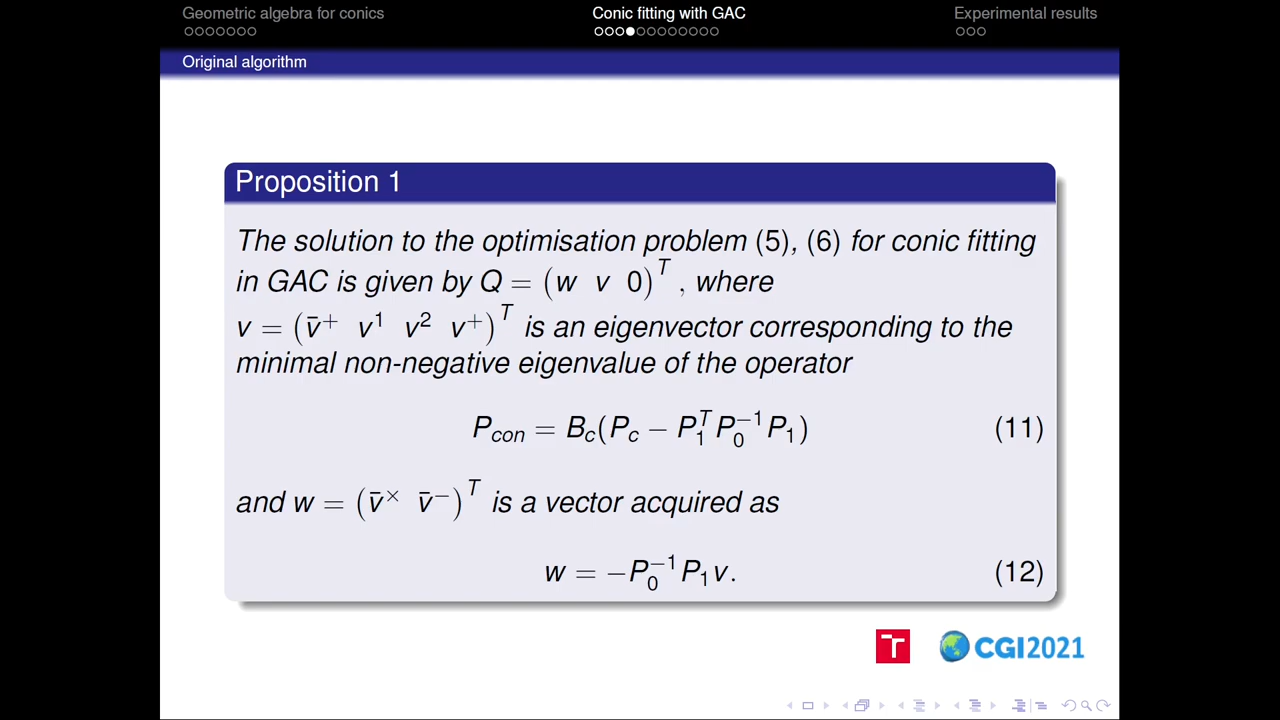 Geometric algebra for conics Conic fitting with GAC Experimental results
Original algorithm
Proposition 1
The solution to the optimisation problem (5), (6) for conic fitting
in GAC is given by Q = (w v 0)^T , where
v = (v̄⁺ v¹ v² v⁺)^T is an eigenvector corresponding to the
minimal non-negative eigenvalue of the operator
P_con = B_c(P_c − P_1^T P_0^{−1} P_1) (11)
and w = (v̄^× v̄⁻)^T is a vector acquired as
w = −P_0^{−1} P_1 v. (12)
CGI2021